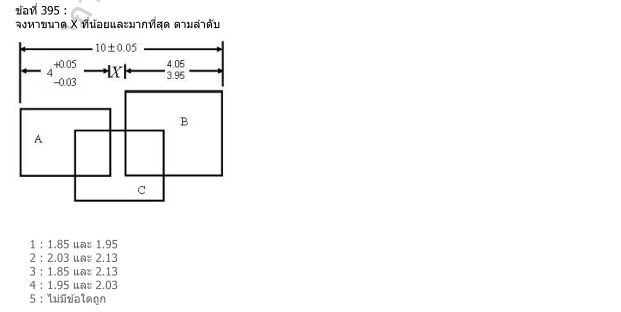 ข้อที่ 395 :
จงหาขนาด X ที่น้อยและมากที่สุด ตามลำดับ
10±0.05
4 +0.05 -0.03
X
4.05
3.95
A
B
C
1 : 1.85 และ 1.95
2 : 2.03 และ 2.13
3 : 1.85 และ 2.13
4 : 1.95 และ 2.03
5 : ไม่มีข้อใดถูก